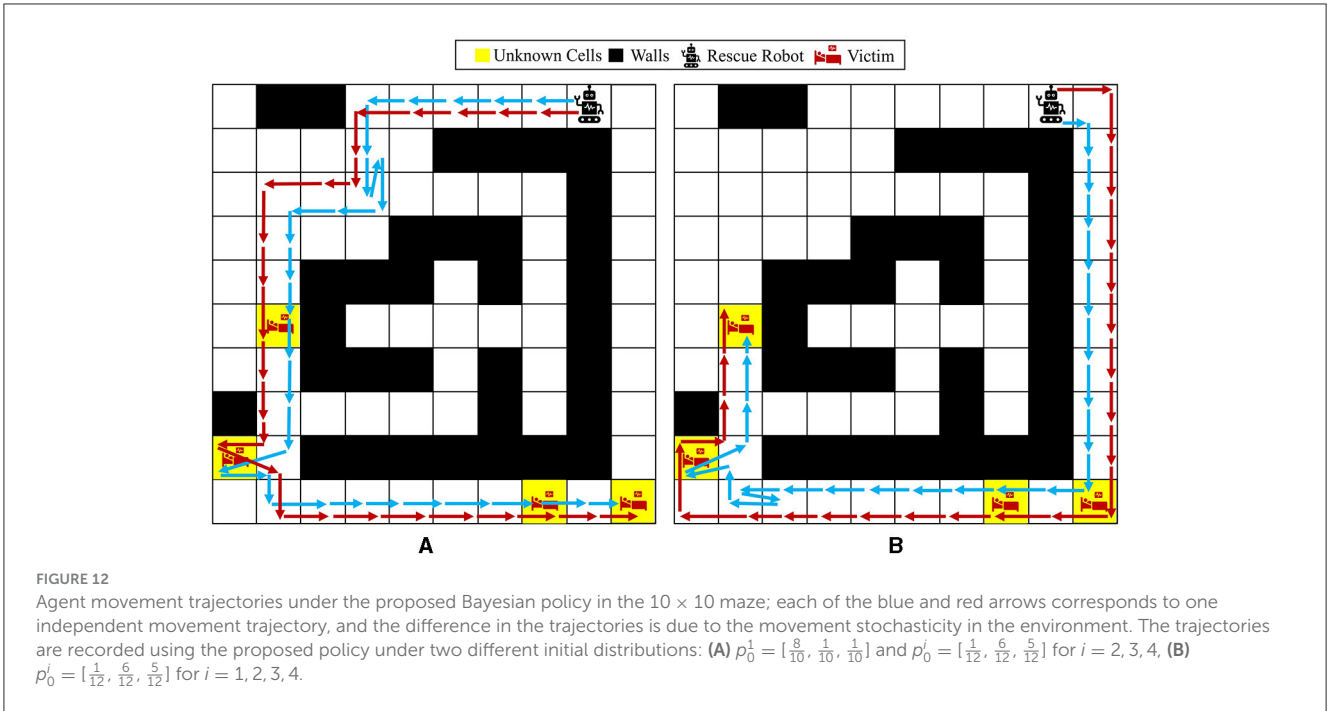 Unknown Cells Walls Rescue Robot Victim
A B
FIGURE 12
Agent movement trajectories under the proposed Bayesian policy in the 10 × 10 maze; each of the blue and red arrows corresponds to one
independent movement trajectory, and the difference in the trajectories is due to the movement stochasticity in the environment. The trajectories
are recorded using the proposed policy under two different initial distributions: (A) p_0^1 = [8/10, 1/10, 1/10] and p_0^i = [1/12, 6/12, 5/12] for i = 2, 3, 4, (B)
p_0^i = [1/12, 6/12, 5/12] for i = 1, 2, 3, 4.